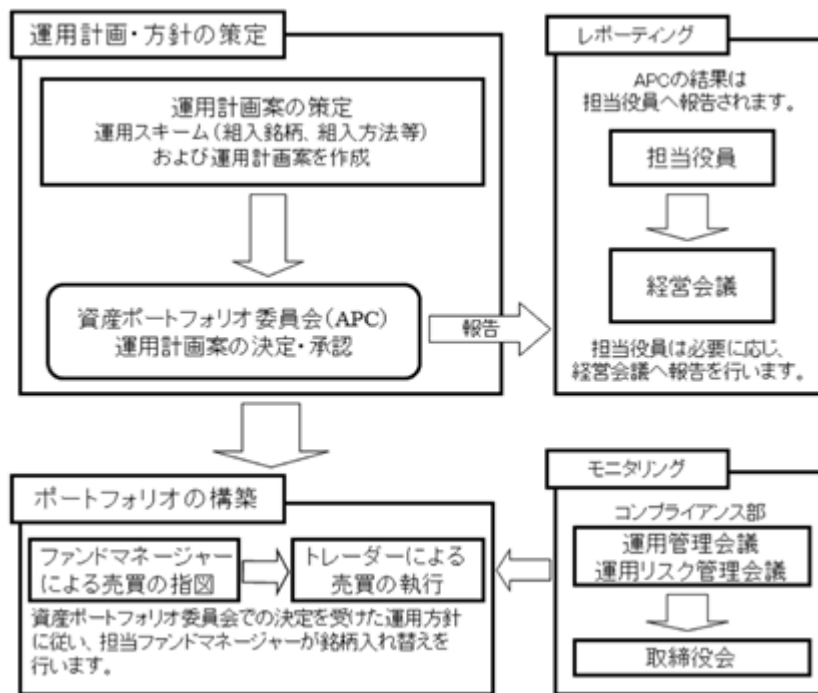 運用計画・方針の策定
運用計画案の策定
運用スキーム(組入銘柄、組入方法等)
および運用計画案を作成
資産ポートフォリオ委員会(APC)
運用計画案の決定・承認
報告
レポーティング
APCの結果は
担当役員へ報告されます。
担当役員
経営会議
担当役員は必要に応じ、
経営会議へ報告を行います。
ポートフォリオの構築
ファンドマネージャー
による売買の指図
トレーダーによる
売買の執行
資産ポートフォリオ委員会での決定を受けた運用方針
に従い、担当ファンドマネージャーが銘柄入れ替えを
行います。
モニタリング
コンプライアンス部
運用管理会議
運用リスク管理会議
取締役会